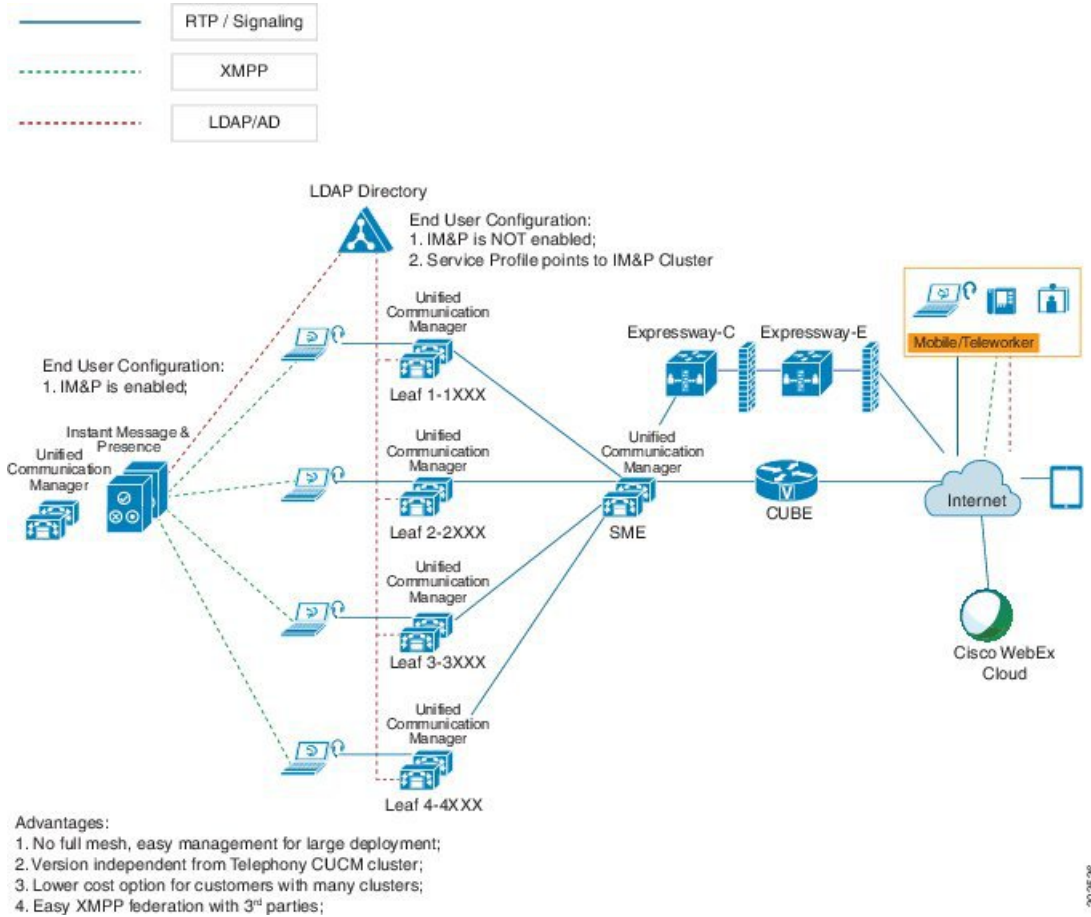 RTP / Signaling
XMPP
LDAP/AD
LDAP Directory
End User Configuration:
1. IM&P is NOT enabled;
2. Service Profile points to IM&P Cluster
Unified
Communication
Manager
Leaf 1-1XXX
Expressway-C
Expressway-E
Mobile/Teleworker
End User Configuration:
1. IM&P is enabled;
Instant Message &
Presence
Unified
Communication
Manager
Unified
Communication
Manager
Leaf 2-2XXX
Unified
Communication
Manager
SME
V
CUBE
Internet
Unified
Communication
Manager
Leaf 3-3XXX
Cisco WebEx
Cloud
Unified
Communication
Manager
Leaf 4-4XXX
Advantages:
1. No full mesh, easy management for large deployment;
2. Version independent from Telephony CUCM cluster;
3. Lower cost option for customers with many clusters;
4. Easy XMPP federation with 3rd parties;